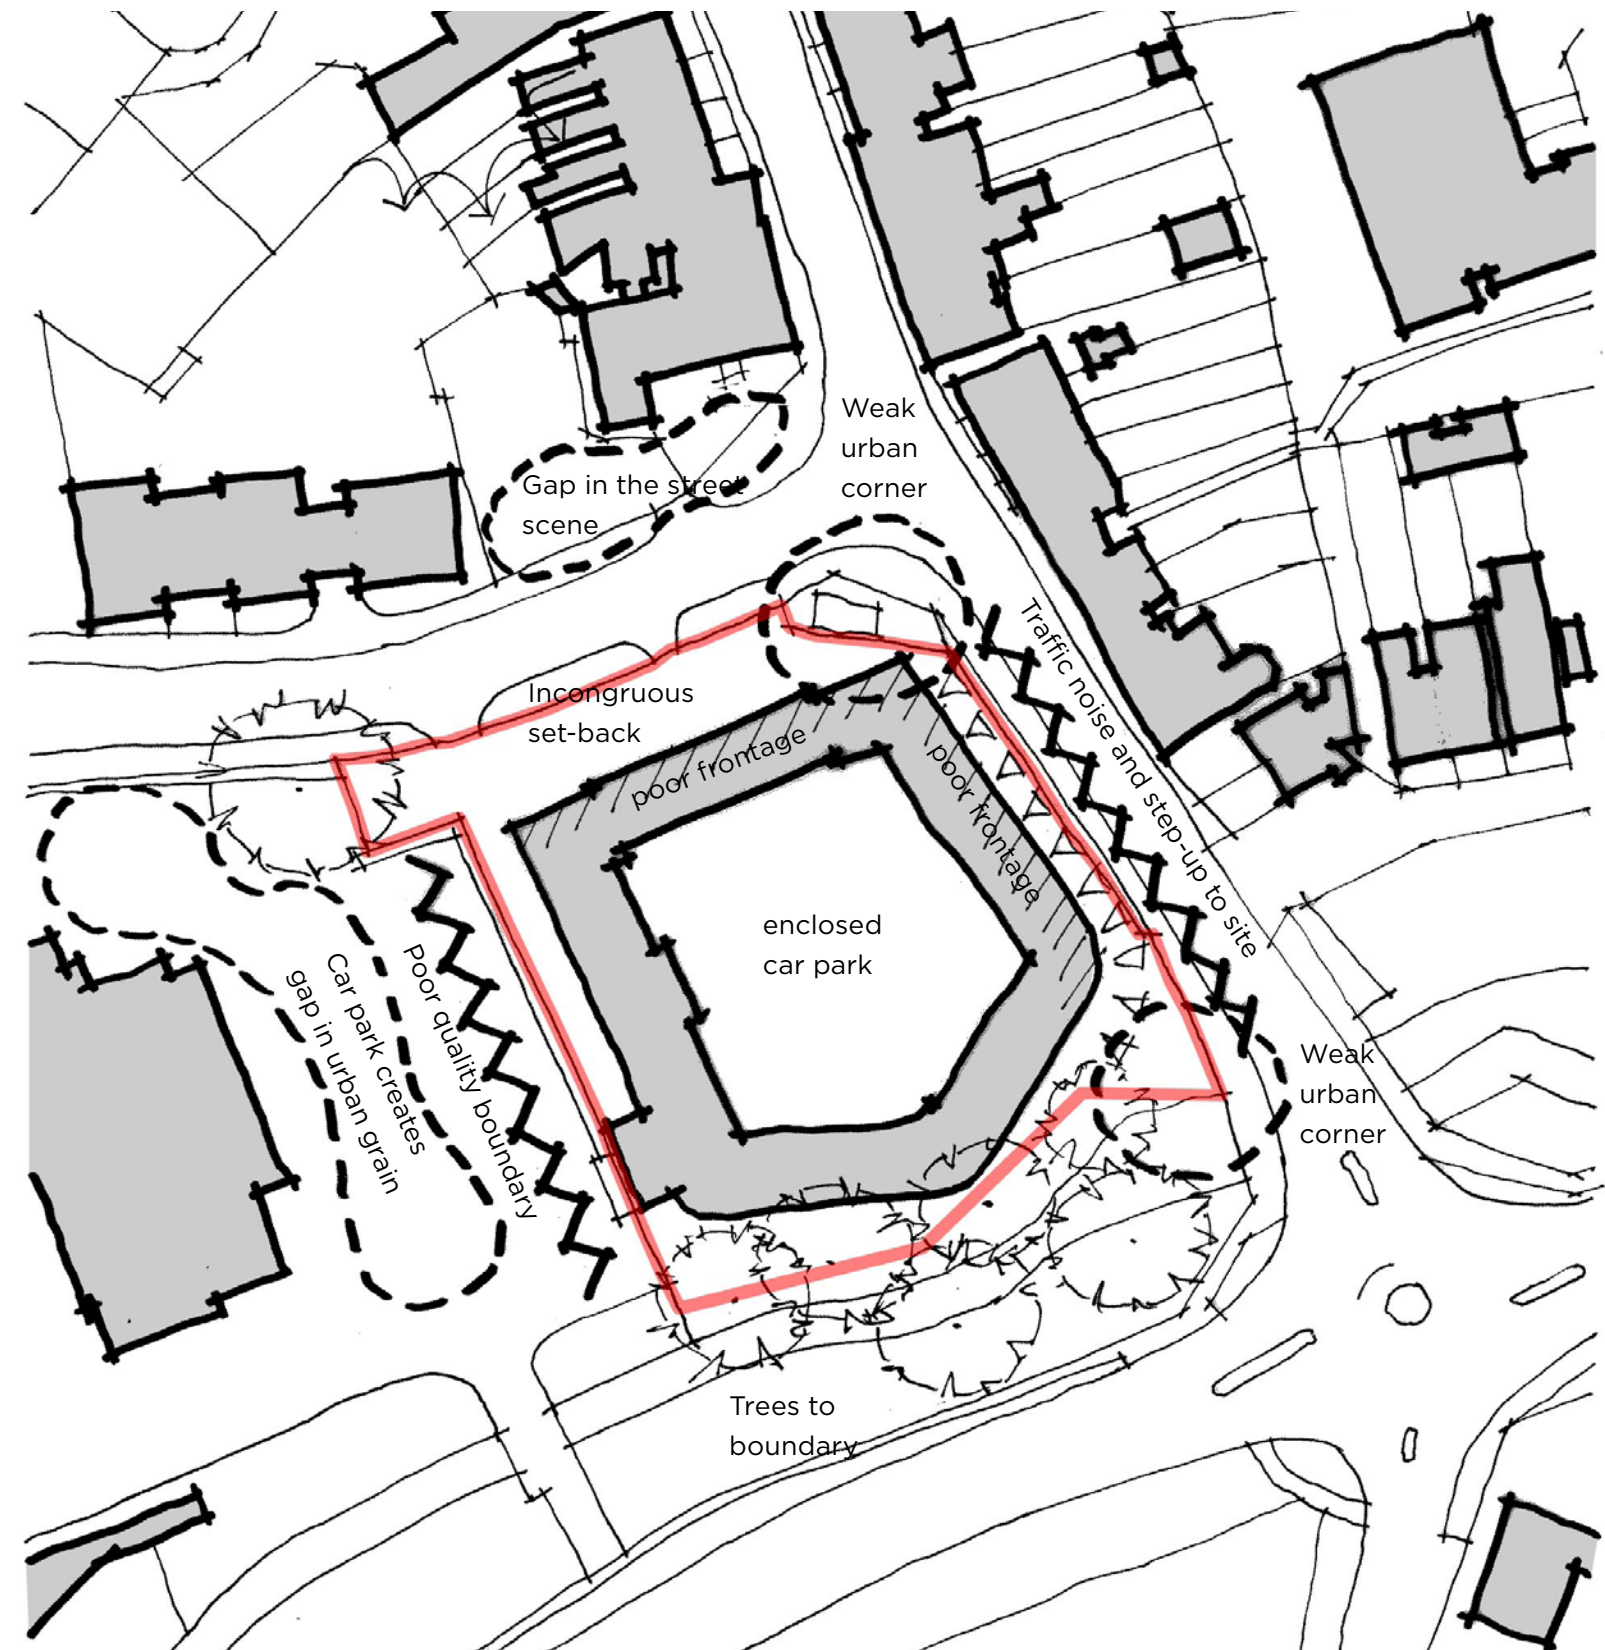 Weak
urban
corner
Gap in the street
scene
Incongruous
set-back
poor frontage
poor frontage
Traffic noise and step-up to site
enclosed
car park
Car park creates
gap in urban grain
Poor quality boundary
Weak
urban
corner
Trees to
boundary